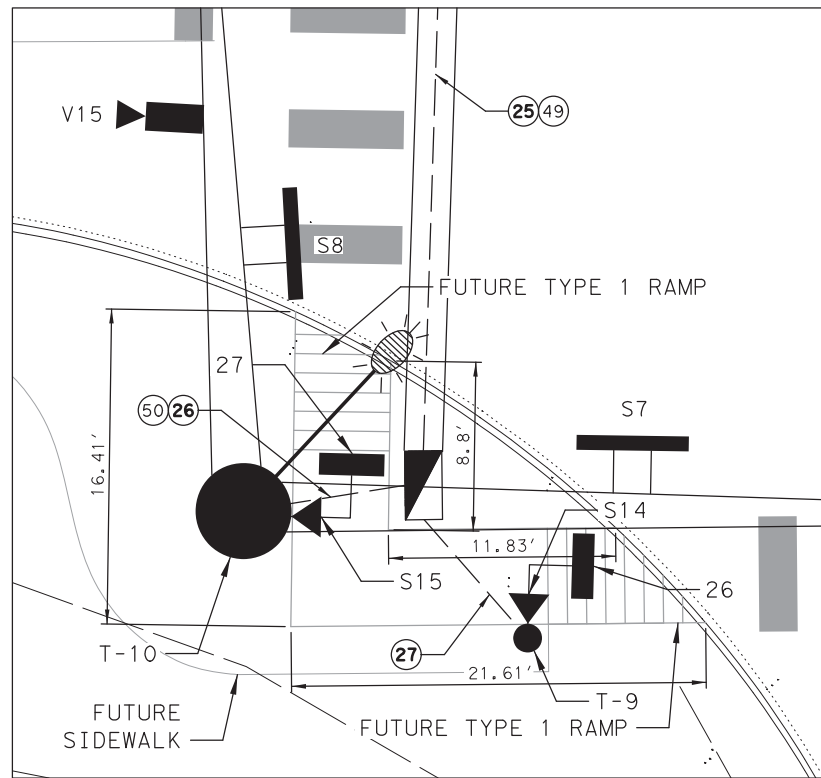 25 49
V15
S8
FUTURE TYPE 1 RAMP
27
50 26
S7
16.41′
8.8′
S14
11.83′
S15
26
27
T-10
21.61′
T-9
FUTURE
SIDEWALK
FUTURE TYPE 1 RAMP